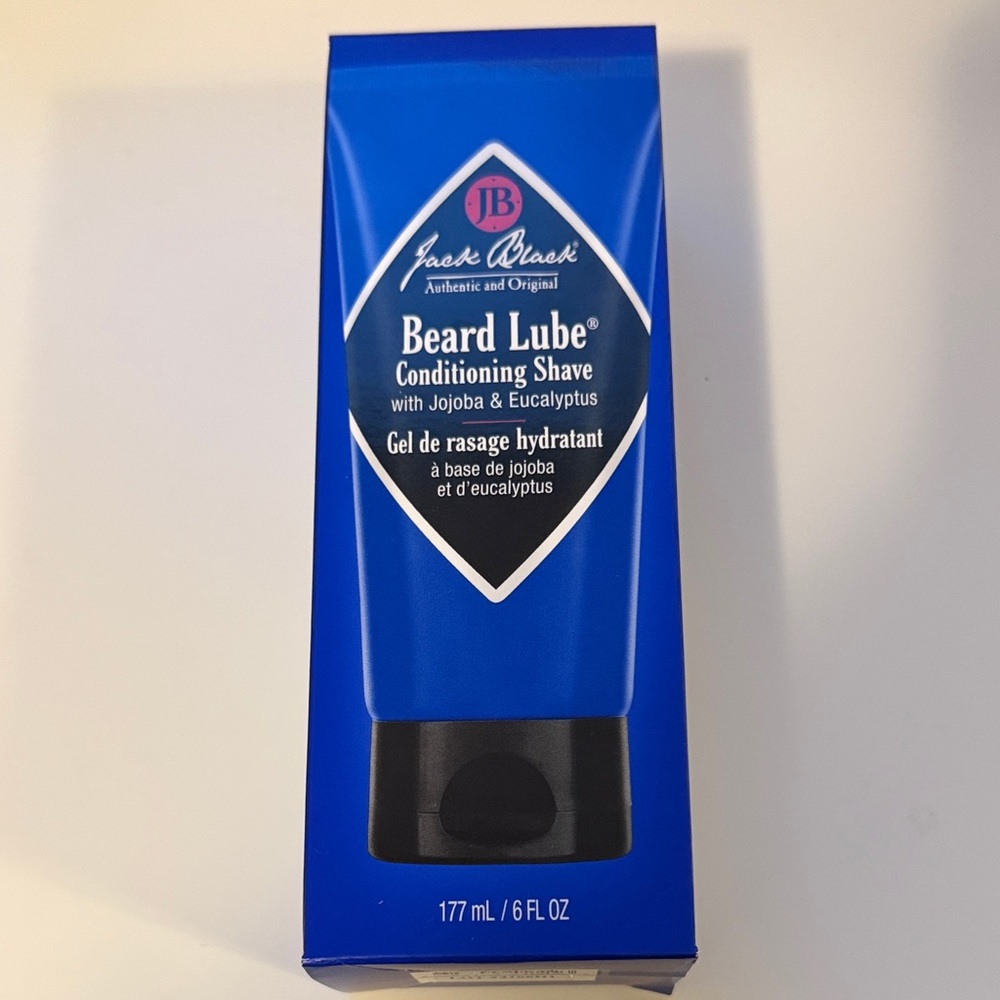 JB
Jack Black®
Authentic and Original
Beard Lube®
Conditioning Shave
with Jojoba & Eucalyptus
Gel de rasage hydratant
à base de jojoba
et d'eucalyptus
177 mL / 6 FL OZ